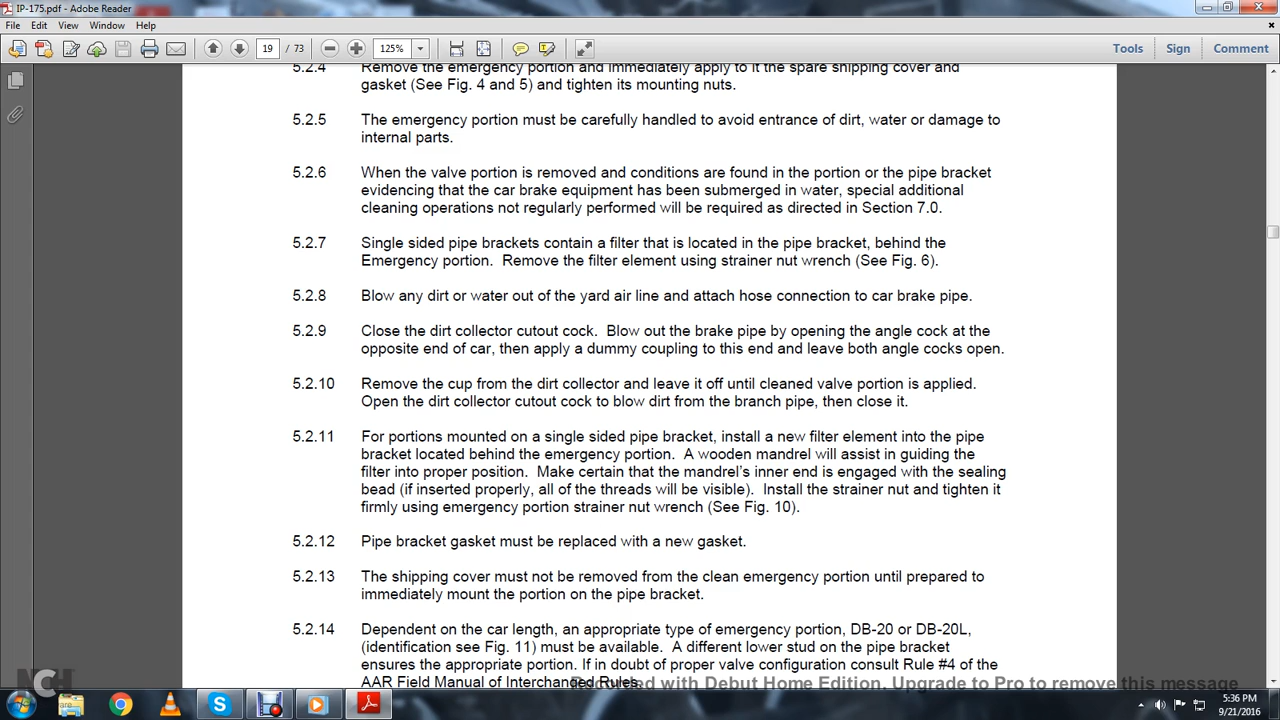 IP-175.pdf - Adobe Reader
File Edit View Window Help
19 / 73 125% Tools Sign Comment
5.2.4 Remove the emergency portion and immediately apply to it the spare shipping cover and
gasket (See Fig. 4 and 5) and tighten its mounting nuts.
5.2.5 The emergency portion must be carefully handled to avoid entrance of dirt, water or damage to
internal parts.
5.2.6 When the valve portion is removed and conditions are found in the portion or the pipe bracket
evidencing that the car brake equipment has been submerged in water, special additional
cleaning operations not regularly performed will be required as directed in Section 7.0.
5.2.7 Single sided pipe brackets contain a filter that is located in the pipe bracket, behind the
Emergency portion. Remove the filter element using strainer nut wrench (See Fig. 6).
5.2.8 Blow any dirt or water out of the yard air line and attach hose connection to car brake pipe.
5.2.9 Close the dirt collector cutout cock. Blow out the brake pipe by opening the angle cock at the
opposite end of car, then apply a dummy coupling to this end and leave both angle cocks open.
5.2.10 Remove the cup from the dirt collector and leave it off until cleaned valve portion is applied.
Open the dirt collector cutout cock to blow dirt from the branch pipe, then close it.
5.2.11 For portions mounted on a single sided pipe bracket, install a new filter element into the pipe
bracket located behind the emergency portion. A wooden mandrel will assist in guiding the
filter into proper position. Make certain that the mandrel's inner end is engaged with the sealing
bead (if inserted properly, all of the threads will be visible). Install the strainer nut and tighten it
firmly using emergency portion strainer nut wrench (See Fig. 10).
5.2.12 Pipe bracket gasket must be replaced with a new gasket.
5.2.13 The shipping cover must not be removed from the clean emergency portion until prepared to
immediately mount the portion on the pipe bracket.
5.2.14 Dependent on the car length, an appropriate type of emergency portion, DB-20 or DB-20L,
(identification see Fig. 11) must be available. A different lower stud on the pipe bracket
ensures the appropriate portion. If in doubt of proper valve configuration consult Rule #4 of the
AAR Field Manual of Interchanged Rules.
Recorded with Debut Home Edition. Upgrade to Pro to remove this message
NCH
5:36 PM
9/21/2016